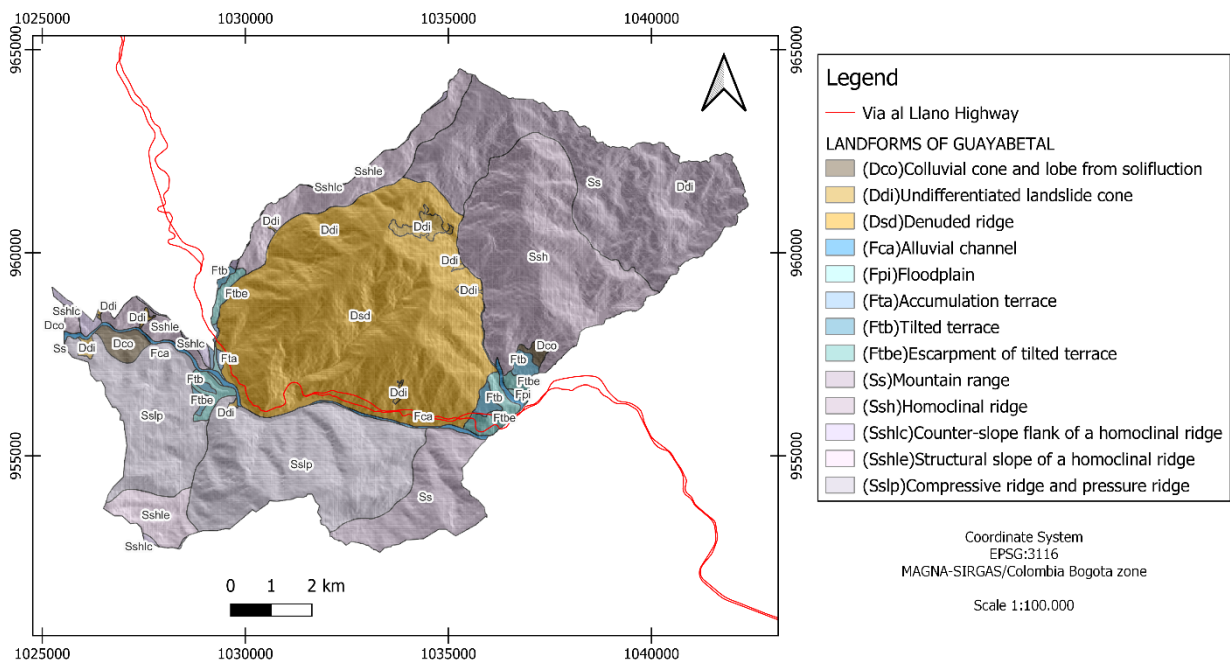 1025000
1030000
1035000
1040000
965000
965000
960000
960000
955000
955000
Sshle
Sshlc
Ss
Ddi
Ddi
Ddi
Ddi
Ssh
Ddi
Ftb
Ftbe
Ddi
Dsd
Sshlc
Ddi
Ddi
Sshle
Dco
Ss
Ddi
Dco
Fca
Sshlc
Fta
Ftb
Dco
Ftb
Ftbe
Fpi
Ftb
Ftbe
Ddi
Ftbe
Ddi
Fca
Sslp
Sslp
Ss
Sshle
Sshlc
0 1 2 km
1025000
1030000
1035000
1040000
Legend
Via al Llano Highway
LANDFORMS OF GUAYABETAL
(Dco)Colluvial cone and lobe from solifluction
(Ddi)Undifferentiated landslide cone
(Dsd)Denuded ridge
(Fca)Alluvial channel
(Fpi)Floodplain
(Fta)Accumulation terrace
(Ftb)Tilted terrace
(Ftbe)Escarpment of tilted terrace
(Ss)Mountain range
(Ssh)Homoclinal ridge
(Sshlc)Counter-slope flank of a homoclinal ridge
(Sshle)Structural slope of a homoclinal ridge
(Sslp)Compressive ridge and pressure ridge
Coordinate System
EPSG:3116
MAGNA-SIRGAS/Colombia Bogota zone
Scale 1:100.000